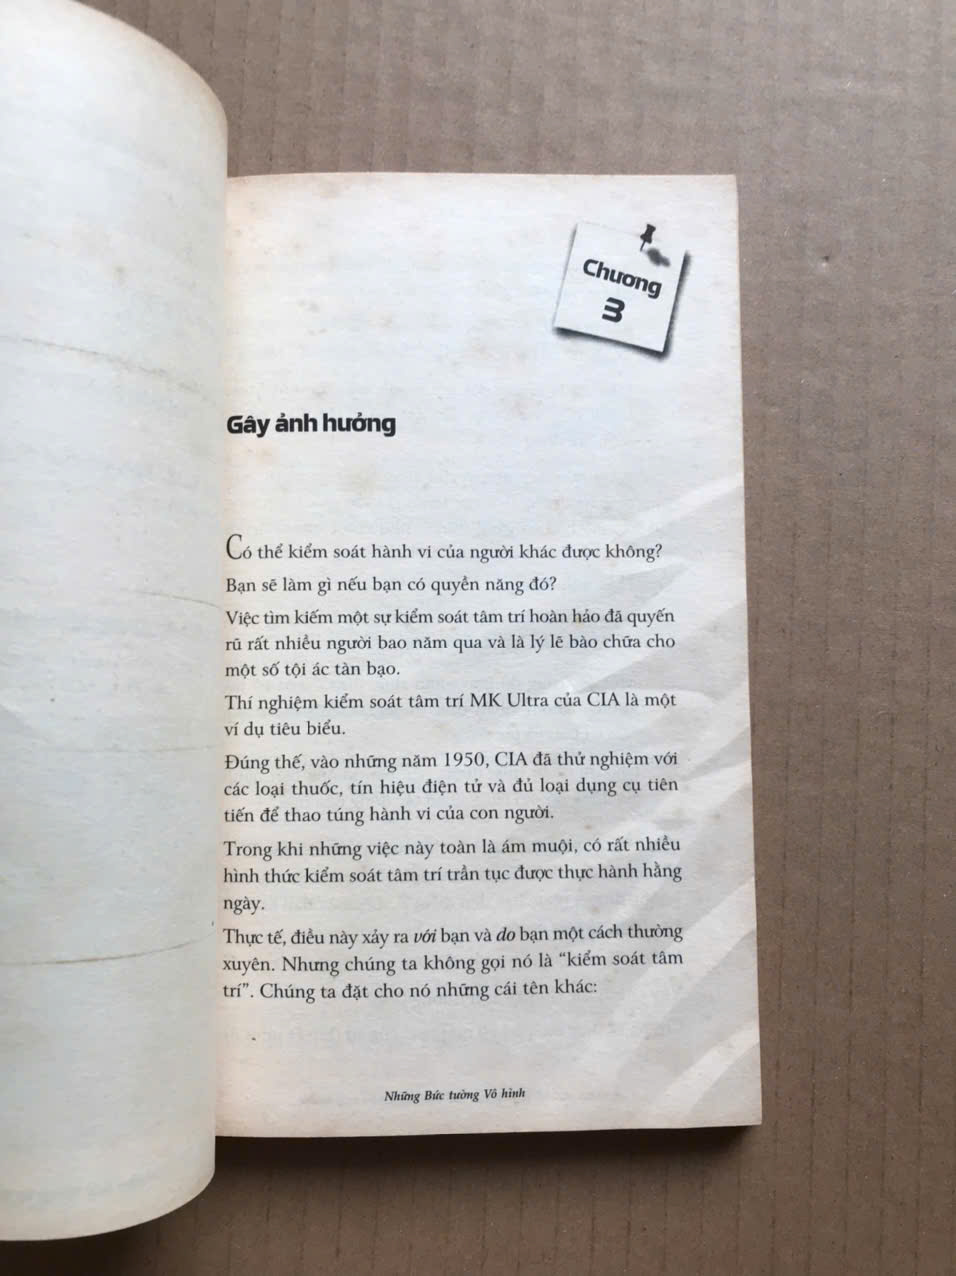 Chương
3
Gây ảnh hưởng
Có thể kiểm soát hành vi của người khác được không?
Bạn sẽ làm gì nếu bạn có quyền năng đó?
Việc tìm kiếm một sự kiểm soát tâm trí hoàn hảo đã quyến
rũ rất nhiều người bao năm qua và là lý lẽ bào chữa cho
một số tội ác tàn bạo.
Thí nghiệm kiểm soát tâm trí MK Ultra của CIA là một
ví dụ tiêu biểu.
Đúng thế, vào những năm 1950, CIA đã thử nghiệm với
các loại thuốc, tín hiệu điện tử và đủ loại dụng cụ tiên
tiến để thao túng hành vi của con người.
Trong khi những việc này toàn là ám muội, có rất nhiều
hình thức kiểm soát tâm trí trần tục được thực hành hằng
ngày.
Thực tế, điều này xảy ra với bạn và do bạn một cách thường
xuyên. Nhưng chúng ta không gọi nó là “kiểm soát tâm
trí”. Chúng ta đặt cho nó những cái tên khác:
Những Bức tường Vô hình